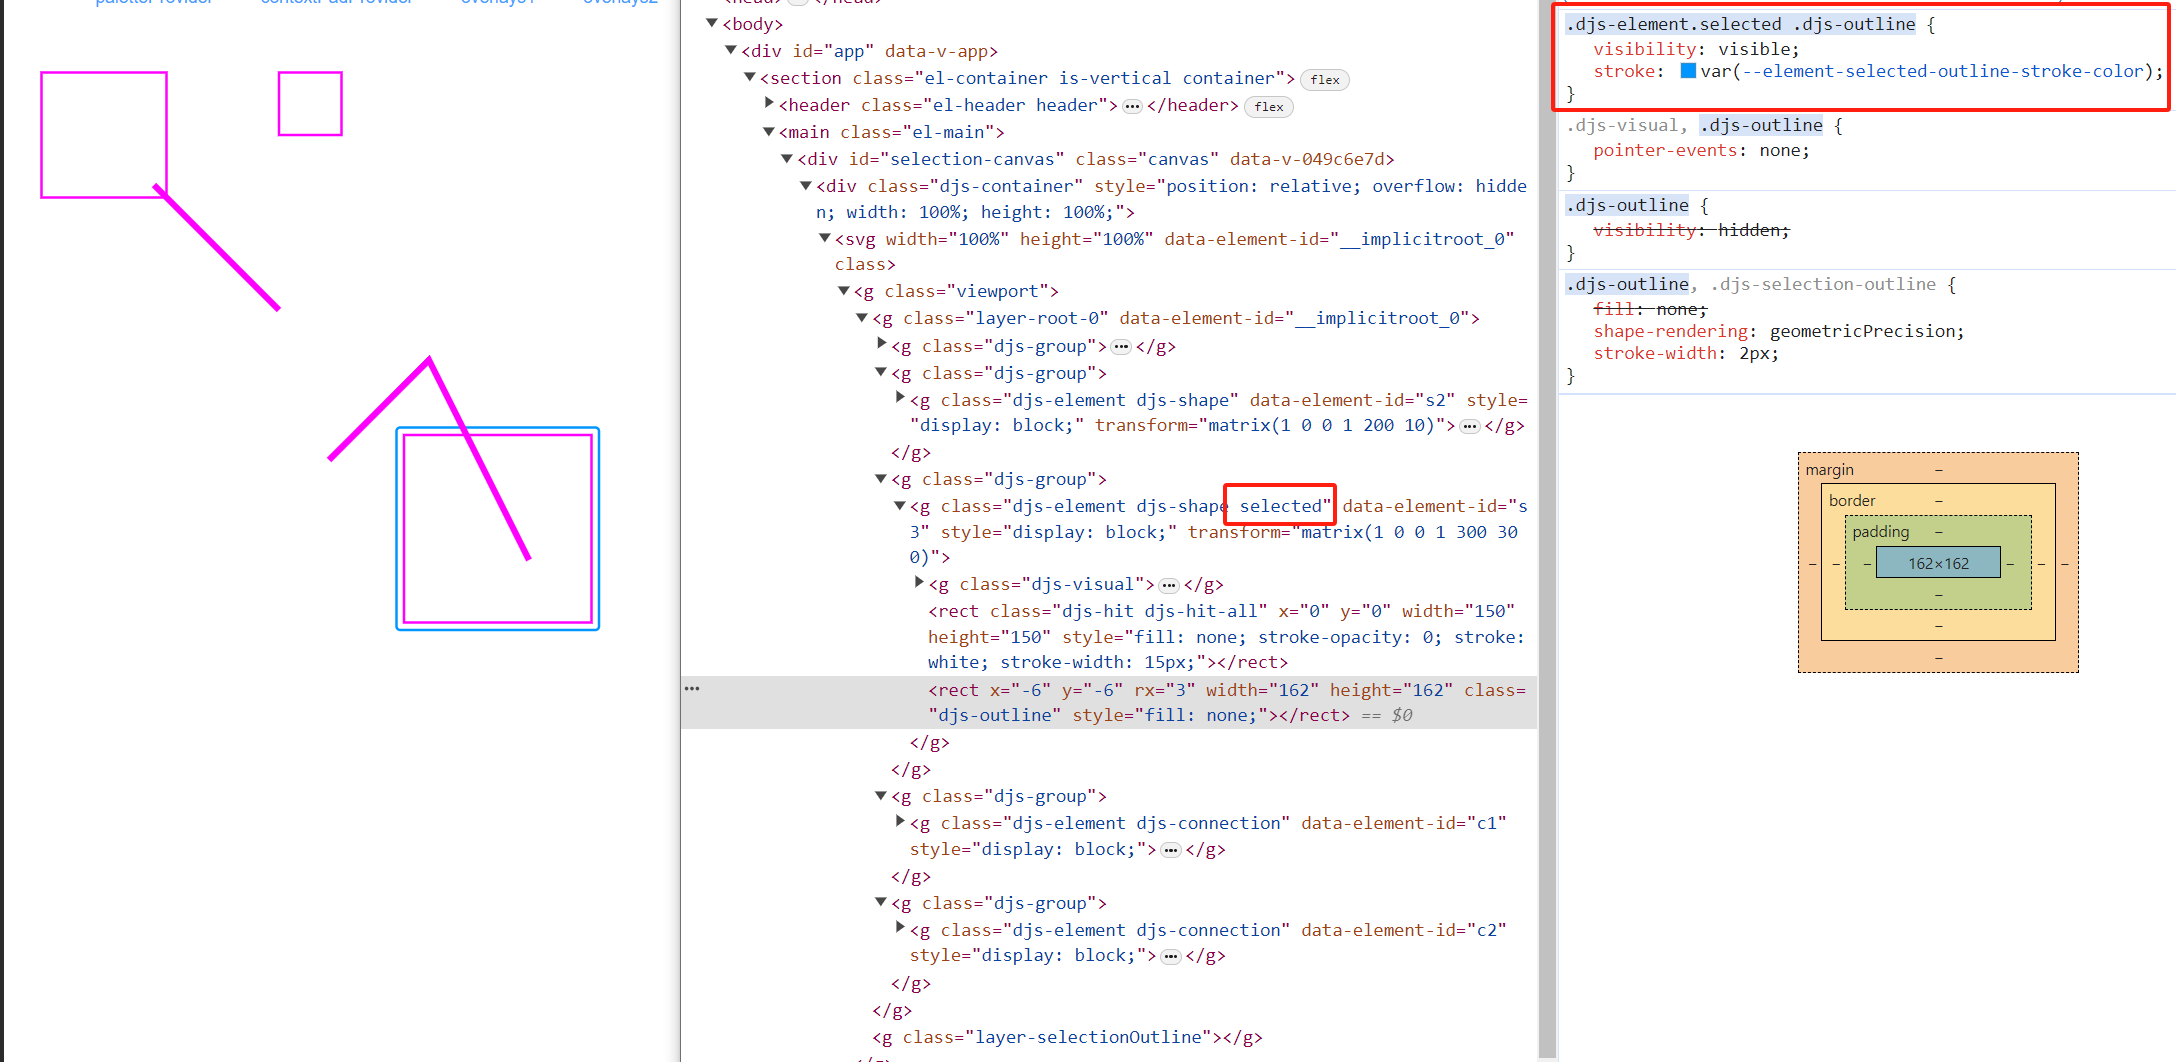 paletteProvider contextPadProvider overlays1 overlays2
<head> ⋯ </head>
<body>
<div id="app" data-v-app>
<section class="el-container is-vertical container"> flex
<header class="el-header header"> ⋯ </header> flex
<main class="el-main">
<div id="selection-canvas" class="canvas" data-v-049c6e7d>
<div class="djs-container" style="position: relative; overflow: hidde
n; width: 100%; height: 100%;">
<svg width="100%" height="100%" data-element-id="__implicitroot_0"
class>
<g class="viewport">
<g class="layer-root-0" data-element-id="__implicitroot_0">
<g class="djs-group"> ⋯ </g>
<g class="djs-group">
<g class="djs-element djs-shape" data-element-id="s2" style=
"display: block;" transform="matrix(1 0 0 1 200 10)"> ⋯ </g>
</g>
<g class="djs-group">
<g class="djs-element djs-shape selected" data-element-id="s
3" style="display: block;" transform="matrix(1 0 0 1 300 30
0)">
<g class="djs-visual"> ⋯ </g>
<rect class="djs-hit djs-hit-all" x="0" y="0" width="150"
height="150" style="fill: none; stroke-opacity: 0; stroke:
white; stroke-width: 15px;"></rect>
⋯ <rect x="-6" y="-6" rx="3" width="162" height="162" class=
"djs-outline" style="fill: none;"></rect> == $0
</g>
</g>
<g class="djs-group">
<g class="djs-element djs-connection" data-element-id="c1"
style="display: block;"> ⋯ </g>
</g>
<g class="djs-group">
<g class="djs-element djs-connection" data-element-id="c2"
style="display: block;"> ⋯ </g>
</g>
</g>
<g class="layer-selectionOutline"></g>
</g>
.djs-element.selected .djs-outline {
visibility: visible;
stroke: var(--element-selected-outline-stroke-color);
}
.djs-visual, .djs-outline {
pointer-events: none;
}
.djs-outline {
visibility: hidden;
}
.djs-outline, .djs-selection-outline {
fill: none;
shape-rendering: geometricPrecision;
stroke-width: 2px;
}
margin –
border –
padding –
– – – 162×162 – – –
–
–
–